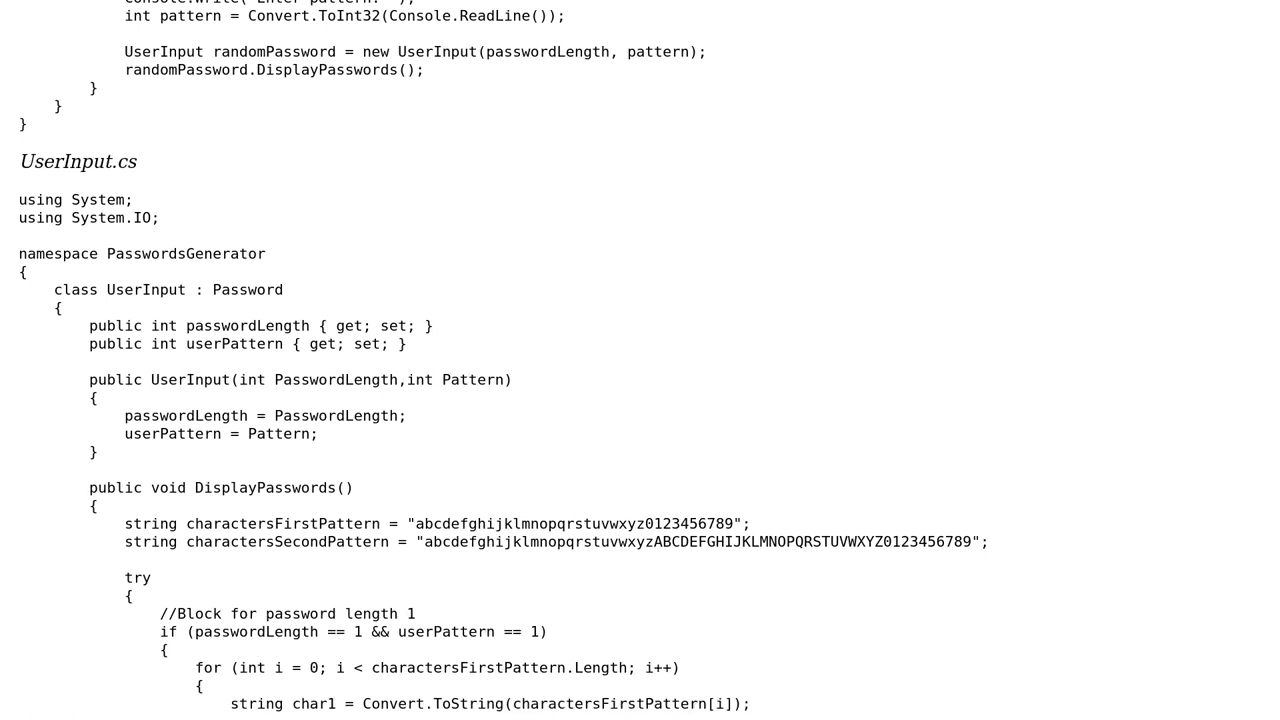 int pattern = Convert.ToInt32(Console.ReadLine());
UserInput randomPassword = new UserInput(passwordLength, pattern);
randomPassword.DisplayPasswords();
}
}
}
UserInput.cs
using System;
using System.IO;
namespace PasswordsGenerator
{
class UserInput : Password
{
public int passwordLength { get; set; }
public int userPattern { get; set; }
public UserInput(int PasswordLength,int Pattern)
{
passwordLength = PasswordLength;
userPattern = Pattern;
}
public void DisplayPasswords()
{
string charactersFirstPattern = "abcdefghijklmnopqrstuvwxyz0123456789";
string charactersSecondPattern = "abcdefghijklmnopqrstuvwxyzABCDEFGHIJKLMNOPQRSTUVWXYZ0123456789";
try
{
//Block for password length 1
if (passwordLength == 1 && userPattern == 1)
{
for (int i = 0; i < charactersFirstPattern.Length; i++)
{
string char1 = Convert.ToString(charactersFirstPattern[i]);